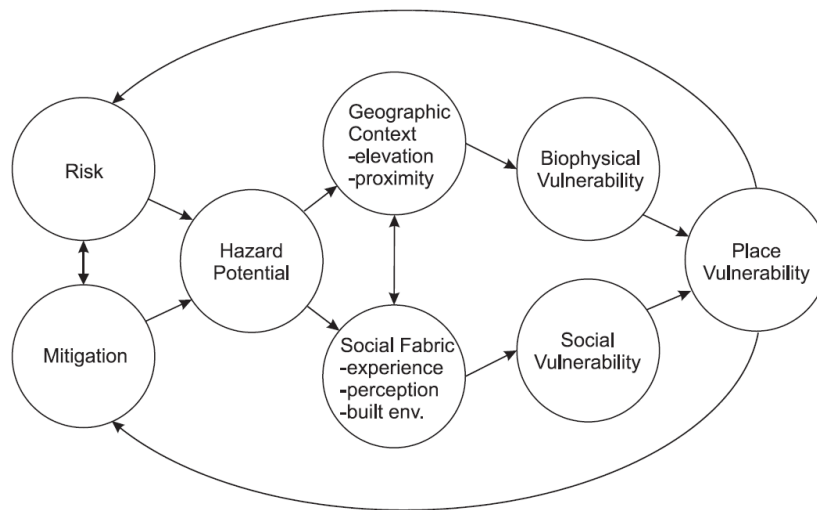 Risk
Mitigation
Hazard
Potential
Geographic
Context
-elevation
-proximity
Social Fabric
-experience
-perception
-built env.
Biophysical
Vulnerability
Social
Vulnerability
Place
Vulnerability